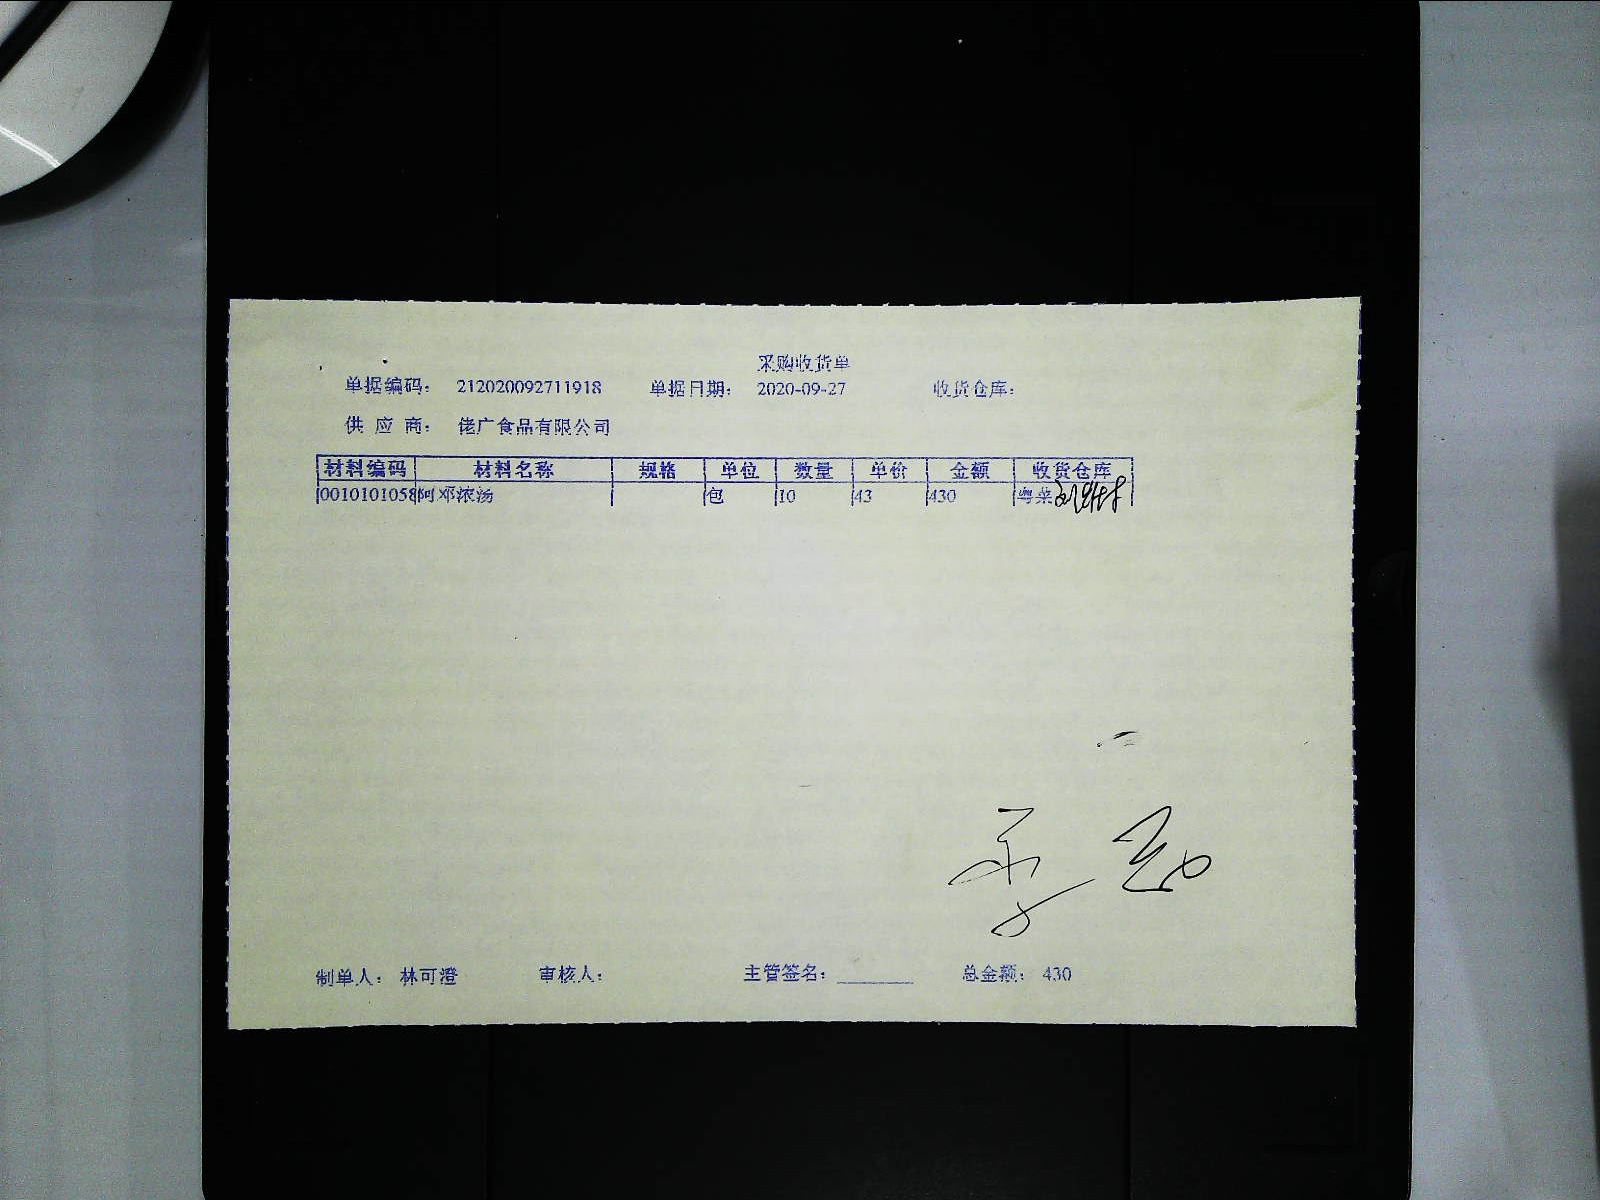 采购收货单
单据编码： 212020092711918 单据日期： 2020-09-27 收货仓库：
供 应 商： 佬广食品有限公司
材料编码 材料名称 规格 单位 数量 单价 金额 收货仓库
0010101058 阿邓浓汤 包 10 43 430 粤菜
制单人： 林可澄 审核人： 主管签名： 总金额： 430